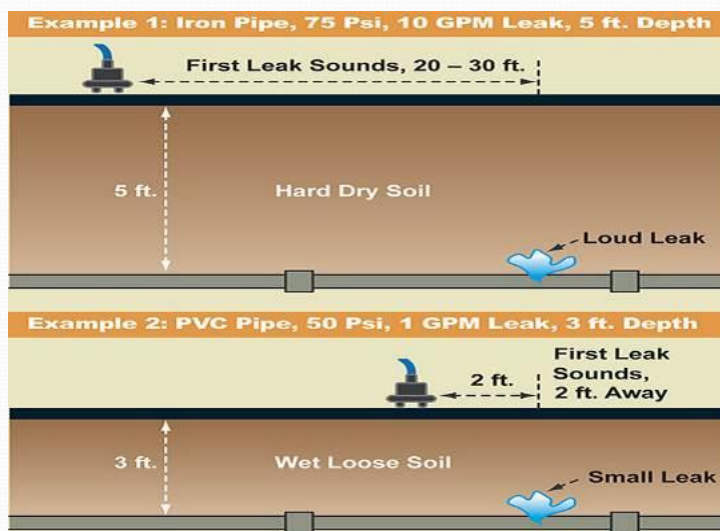 Example 1: Iron Pipe, 75 Psi, 10 GPM Leak, 5 ft. Depth
First Leak Sounds, 20 – 30 ft.
5 ft.
Hard Dry Soil
Loud Leak
Example 2: PVC Pipe, 50 Psi, 1 GPM Leak, 3 ft. Depth
2 ft.
First Leak
Sounds,
2 ft. Away
3 ft.
Wet Loose Soil
Small Leak